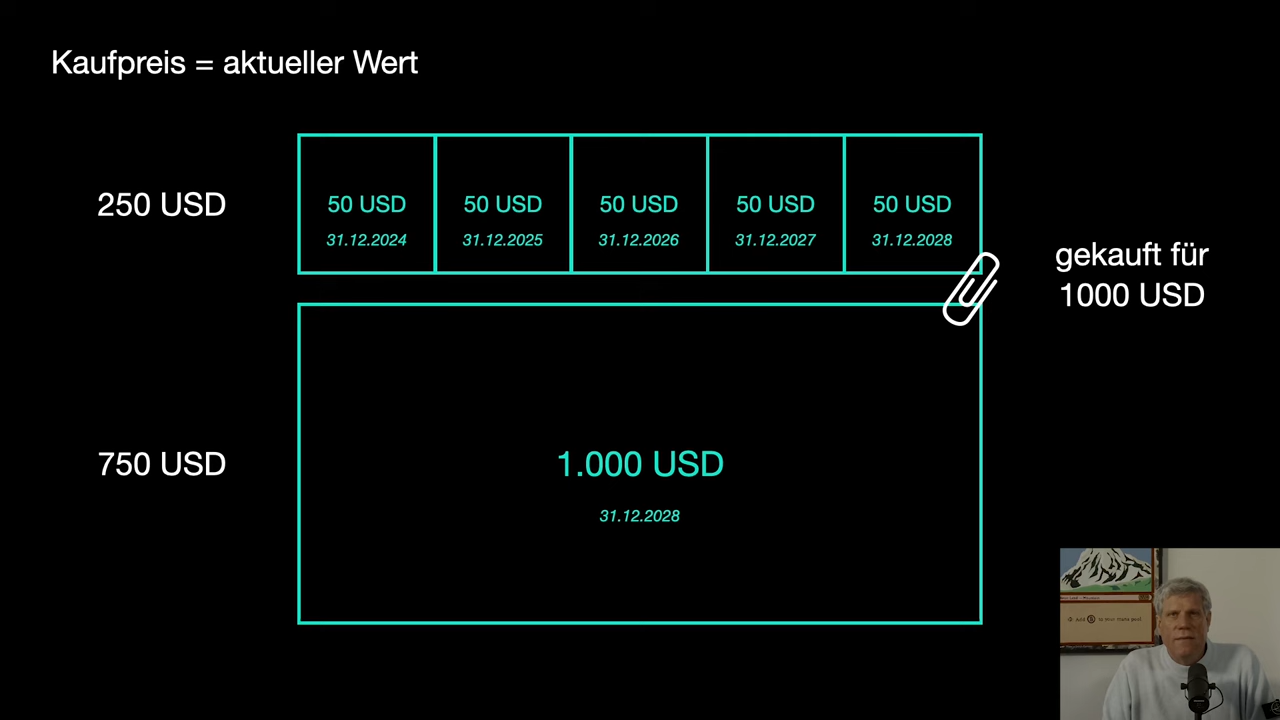 Kaufpreis = aktueller Wert
250 USD
50 USD
31.12.2024
50 USD
31.12.2025
50 USD
31.12.2026
50 USD
31.12.2027
50 USD
31.12.2028
gekauft für
1000 USD
750 USD
1.000 USD
31.12.2028